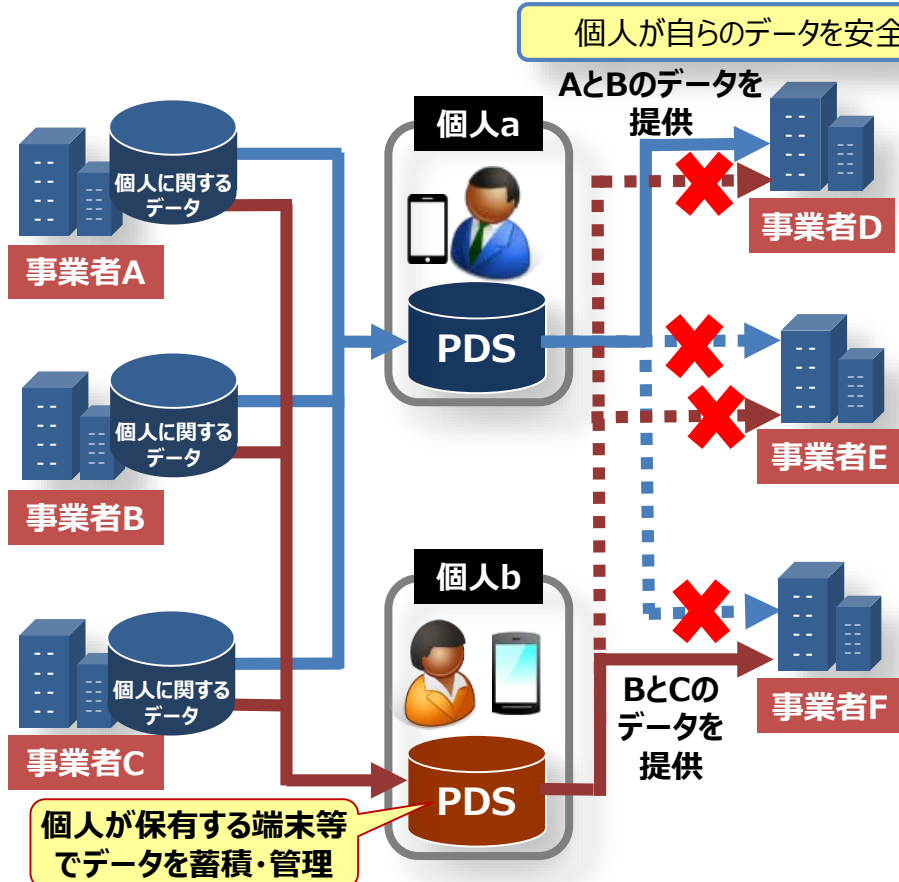 個人が自らのデータを安全
AとBのデータを
提供
個人a
個人に関する
データ
事業者A
PDS
事業者D
個人に関する
データ
事業者B
事業者E
個人b
個人に関する
データ
事業者C
BとCの
データを
提供
事業者F
PDS
個人が保有する端末等
でデータを蓄積・管理